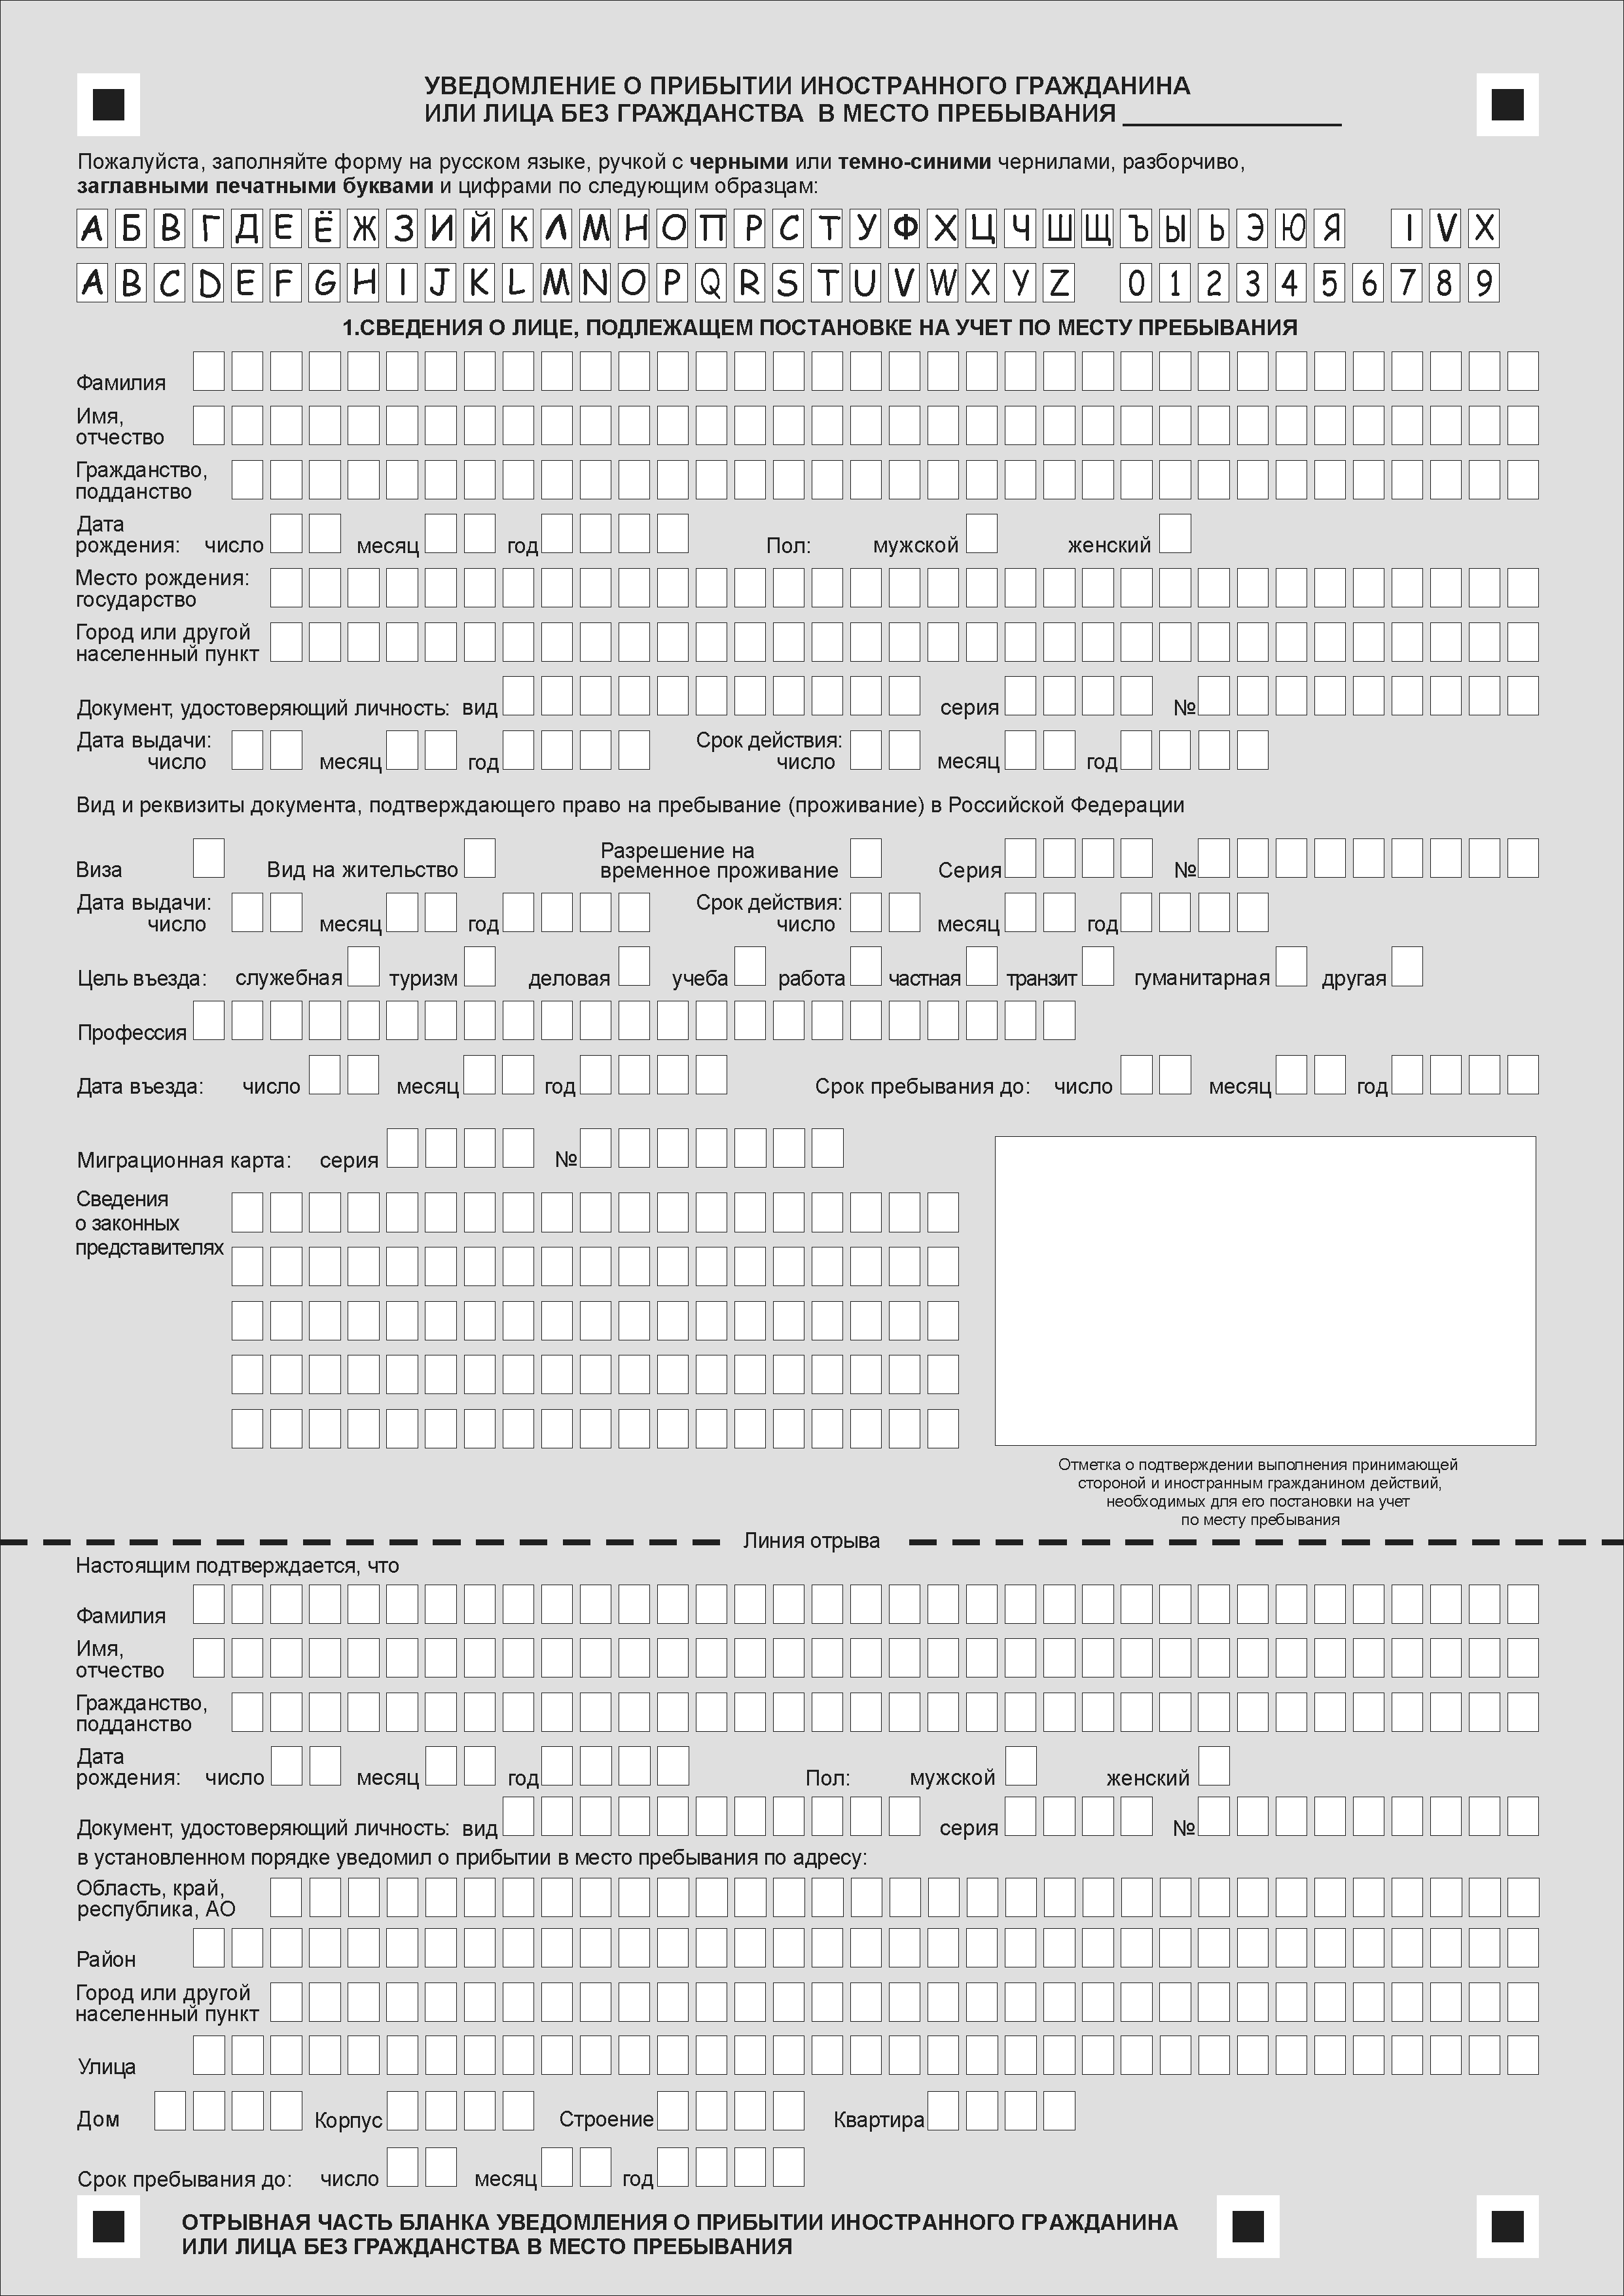 УВЕДОМЛЕНИЕ О ПРИБЫТИИ ИНОСТРАННОГО ГРАЖДАНИНА
ИЛИ ЛИЦА БЕЗ ГРАЖДАНСТВА В МЕСТО ПРЕБЫВАНИЯ
Пожалуйста, заполняйте форму на русском языке, ручкой с черными или темно-синими чернилами, разборчиво,
заглавными печатными буквами и цифрами по следующим образцам:
А Б В Г Д Е Ё Ж З И Й К Л М Н О П Р С Т У Ф Х Ц Ч Ш Щ Ъ Ы Ь Э Ю Я I V X
A B C D E F G H I J K L M N O P Q R S T U V W X Y Z 0 1 2 3 4 5 6 7 8 9
1.СВЕДЕНИЯ О ЛИЦЕ, ПОДЛЕЖАЩЕМ ПОСТАНОВКЕ НА УЧЕТ ПО МЕСТУ ПРЕБЫВАНИЯ
Фамилия
Имя,
отчество
Гражданство,
подданство
Дата
рождения: число месяц год Пол: мужской женский
Место рождения:
государство
Город или другой
населенный пункт
Документ, удостоверяющий личность: вид серия №
Дата выдачи: Срок действия:
число месяц год число месяц год
Вид и реквизиты документа, подтверждающего право на пребывание (проживание) в Российской Федерации
Разрешение на
Виза Вид на жительство временное проживание Серия №
Дата выдачи: Срок действия:
число месяц год число месяц год
Цель въезда: служебная туризм деловая учеба работа частная транзит гуманитарная другая
Профессия
Дата въезда: число месяц год Срок пребывания до: число месяц год
Миграционная карта: серия №
Сведения
о законных
представителях
Отметка о подтверждении выполнения принимающей
стороной и иностранным гражданином действий,
необходимых для его постановки на учет
по месту пребывания
Линия отрыва
Настоящим подтверждается, что
Фамилия
Имя,
отчество
Гражданство,
подданство
Дата
рождения: число месяц год Пол: мужской женский
Документ, удостоверяющий личность: вид серия №
в установленном порядке уведомил о прибытии в место пребывания по адресу:
Область, край,
республика, АО
Район
Город или другой
населенный пункт
Улица
Дом Корпус Строение Квартира
Срок пребывания до: число месяц год
ОТРЫВНАЯ ЧАСТЬ БЛАНКА УВЕДОМЛЕНИЯ О ПРИБЫТИИ ИНОСТРАННОГО ГРАЖДАНИНА
ИЛИ ЛИЦА БЕЗ ГРАЖДАНСТВА В МЕСТО ПРЕБЫВАНИЯ